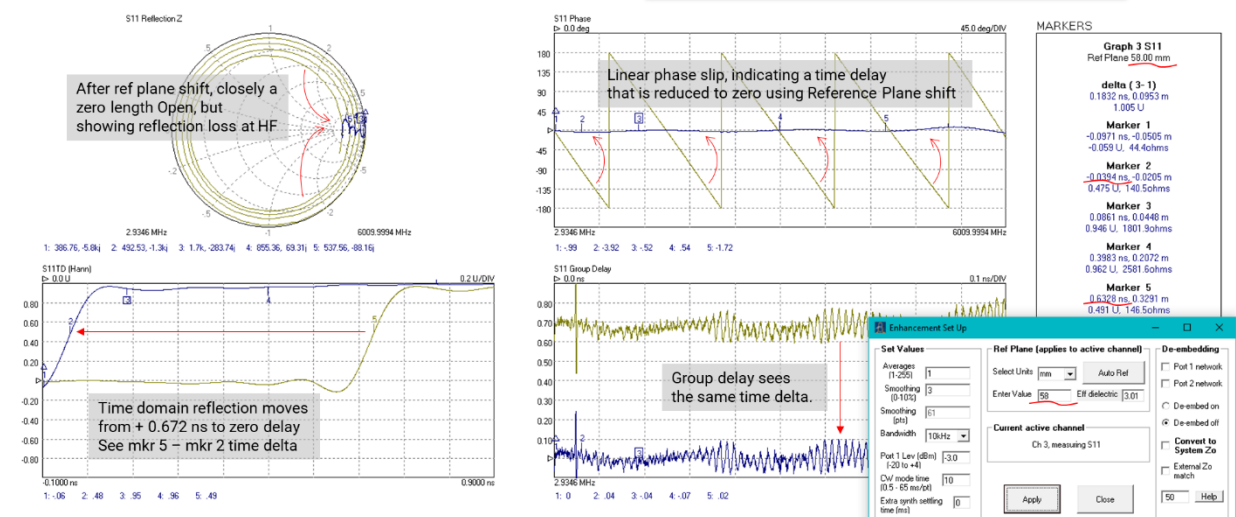 S11 Reflection Z
After ref plane shift, closely a
zero length Open, but
showing reflection loss at HF
2.9346 MHz
6009.9994 MHz
1: 386.76, -5.8kj 2: 492.53, -1.3kj 3: 1.7k, -283.74j 4: 855.36, 69.31j 5: 537.56, -88.16j
S11 Phase
▷ 0.0 deg
45.0 deg/DIV
180
135
90
45
-45
-90
-135
-180
Linear phase slip, indicating a time delay
that is reduced to zero using Reference Plane shift
2.9346 MHz
6009.9994 MHz
1: -.99 2: -3.92 3: -.52 4: .54 5: -1.72
MARKERS
Graph 3 S11
Ref Plane 58.00 mm
delta ( 3- 1)
0.1832 ns, 0.0953 m
1.005 U
Marker 1
-0.0971 ns, -0.0505 m
-0.059 U, 44.4ohms
Marker 2
-0.0394 ns, -0.0205 m
0.475 U, 140.5ohms
Marker 3
0.0861 ns, 0.0448 m
0.946 U, 1801.9ohms
Marker 4
0.3983 ns, 0.2072 m
0.962 U, 2581.6ohms
Marker 5
0.6328 ns, 0.3291 m
0.491 U, 146.5ohms
S11TD (Hann)
▷ 0.0 U
0.2 U/DIV
0.80
0.60
0.40
0.20
-0.20
-0.40
-0.60
-0.80
Time domain reflection moves
from + 0.672 ns to zero delay
See mkr 5 – mkr 2 time delta
-0.1000 ns
0.9000 ns
1: -.06 2: .48 3: .95 4: .96 5: .49
S11 Group Delay
▷ 0.0 ns
0.1 ns/DIV
0.80
0.70
0.50
0.40
0.30
0.20
0.10
Group delay sees
the same time delta.
2.9346 MHz
1: 0 2: .04 3: -.04 4: -.07 5: .02
Enhancement Set Up
Set Values
Averages
(1-255)
1
Smoothing
(0-10%)
3
Smoothing
(pts)
61
Bandwidth
10kHz
Port 1 Lev (dBm)
(-20 to +4)
-3.0
CW mode time
(0.5 - 65 ms/pt)
10
Extra synth settling
time (ms)
0
Ref Plane (applies to active channel)
Select Units mm Auto Ref
Enter Value 58 Eff dielectric 3.01
Current active channel
Ch 3, measuring S11
Apply Close
De-embedding
Port 1 network
Port 2 network
De-embed on
De-embed off
Convert to
System Zo
External Zo
match
50 Help